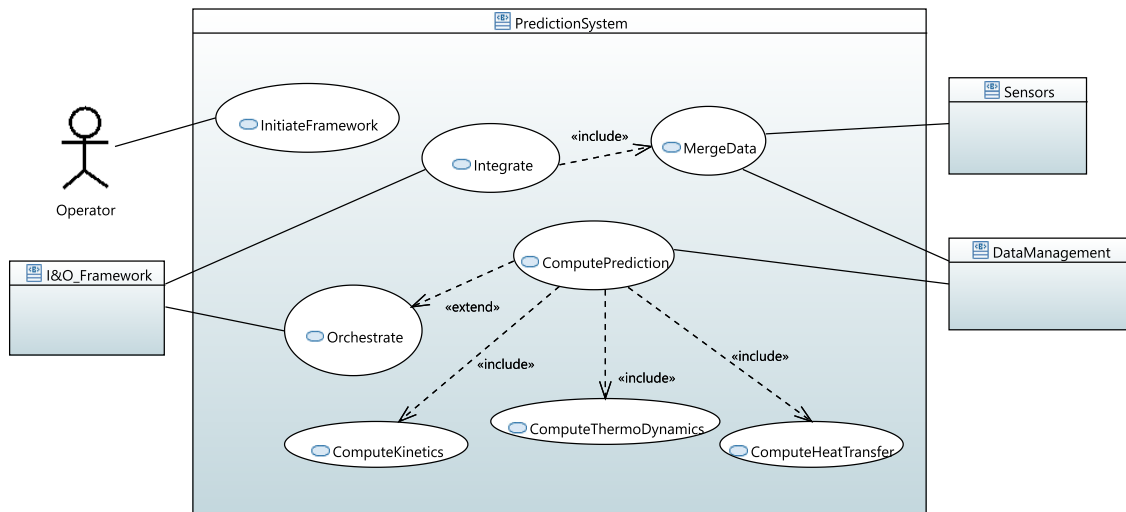 PredictionSystem
Sensors
InitiateFramework
«include»
MergeData
Integrate
Operator
DataManagement
ComputePrediction
I&O_Framework
«extend»
Orchestrate
«include»
«include»
«include»
ComputeThermoDynamics
ComputeKinetics
ComputeHeatTransfer